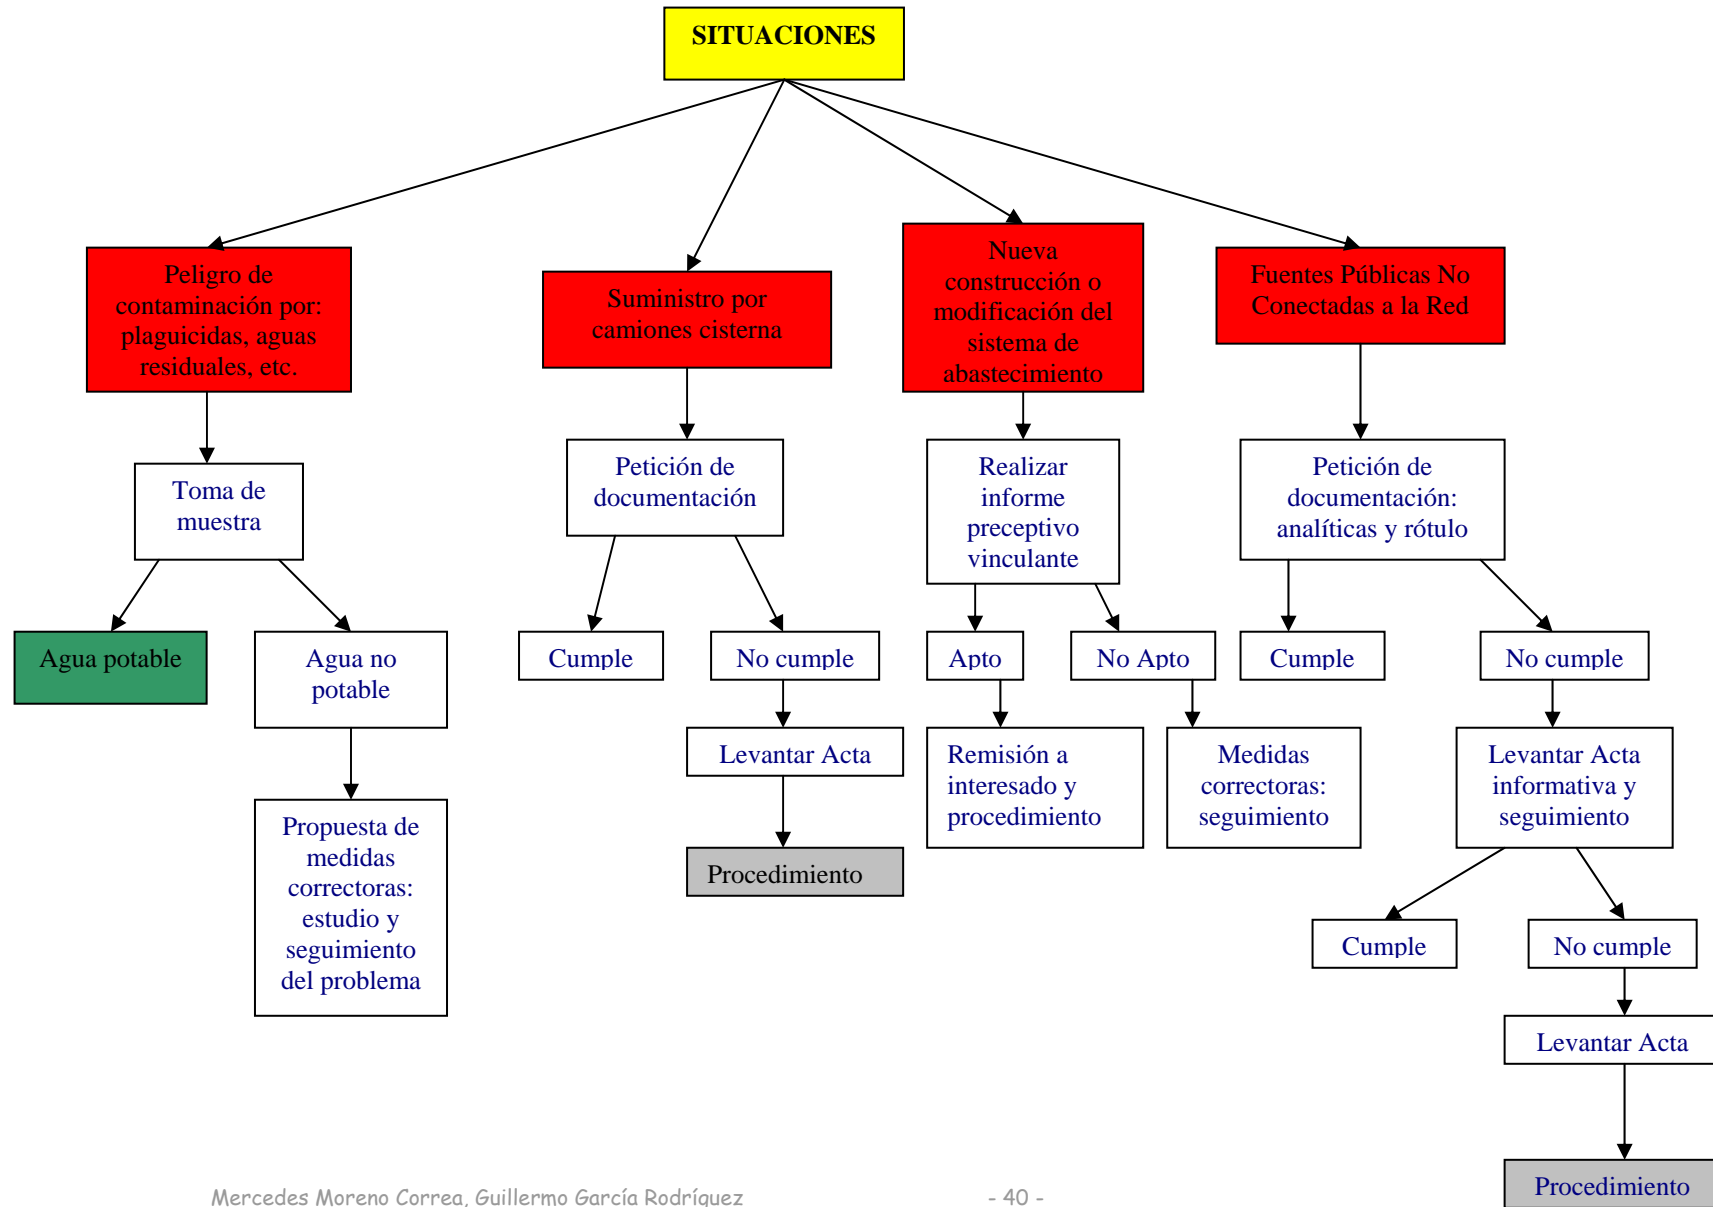 SITUACIONES
Peligro de
contaminación por:
plaguicidas, aguas
residuales, etc.
Suministro por
camiones cisterna
Nueva
construcción o
modificación del
sistema de
abastecimiento
Fuentes Públicas No
Conectadas a la Red
Toma de
muestra
Petición de
documentación
Realizar
informe
preceptivo
vinculante
Petición de
documentación:
analíticas y rótulo
Agua potable
Agua no
potable
Cumple
No cumple
Apto
No Apto
Cumple
No cumple
Propuesta de
medidas
correctoras:
estudio y
seguimiento
del problema
Levantar Acta
Remisión a
interesado y
procedimiento
Medidas
correctoras:
seguimiento
Levantar Acta
informativa y
seguimiento
Procedimiento
Cumple
No cumple
Levantar Acta
Procedimiento
Mercedes Moreno Correa, Guillermo García Rodríguez
- 40 -